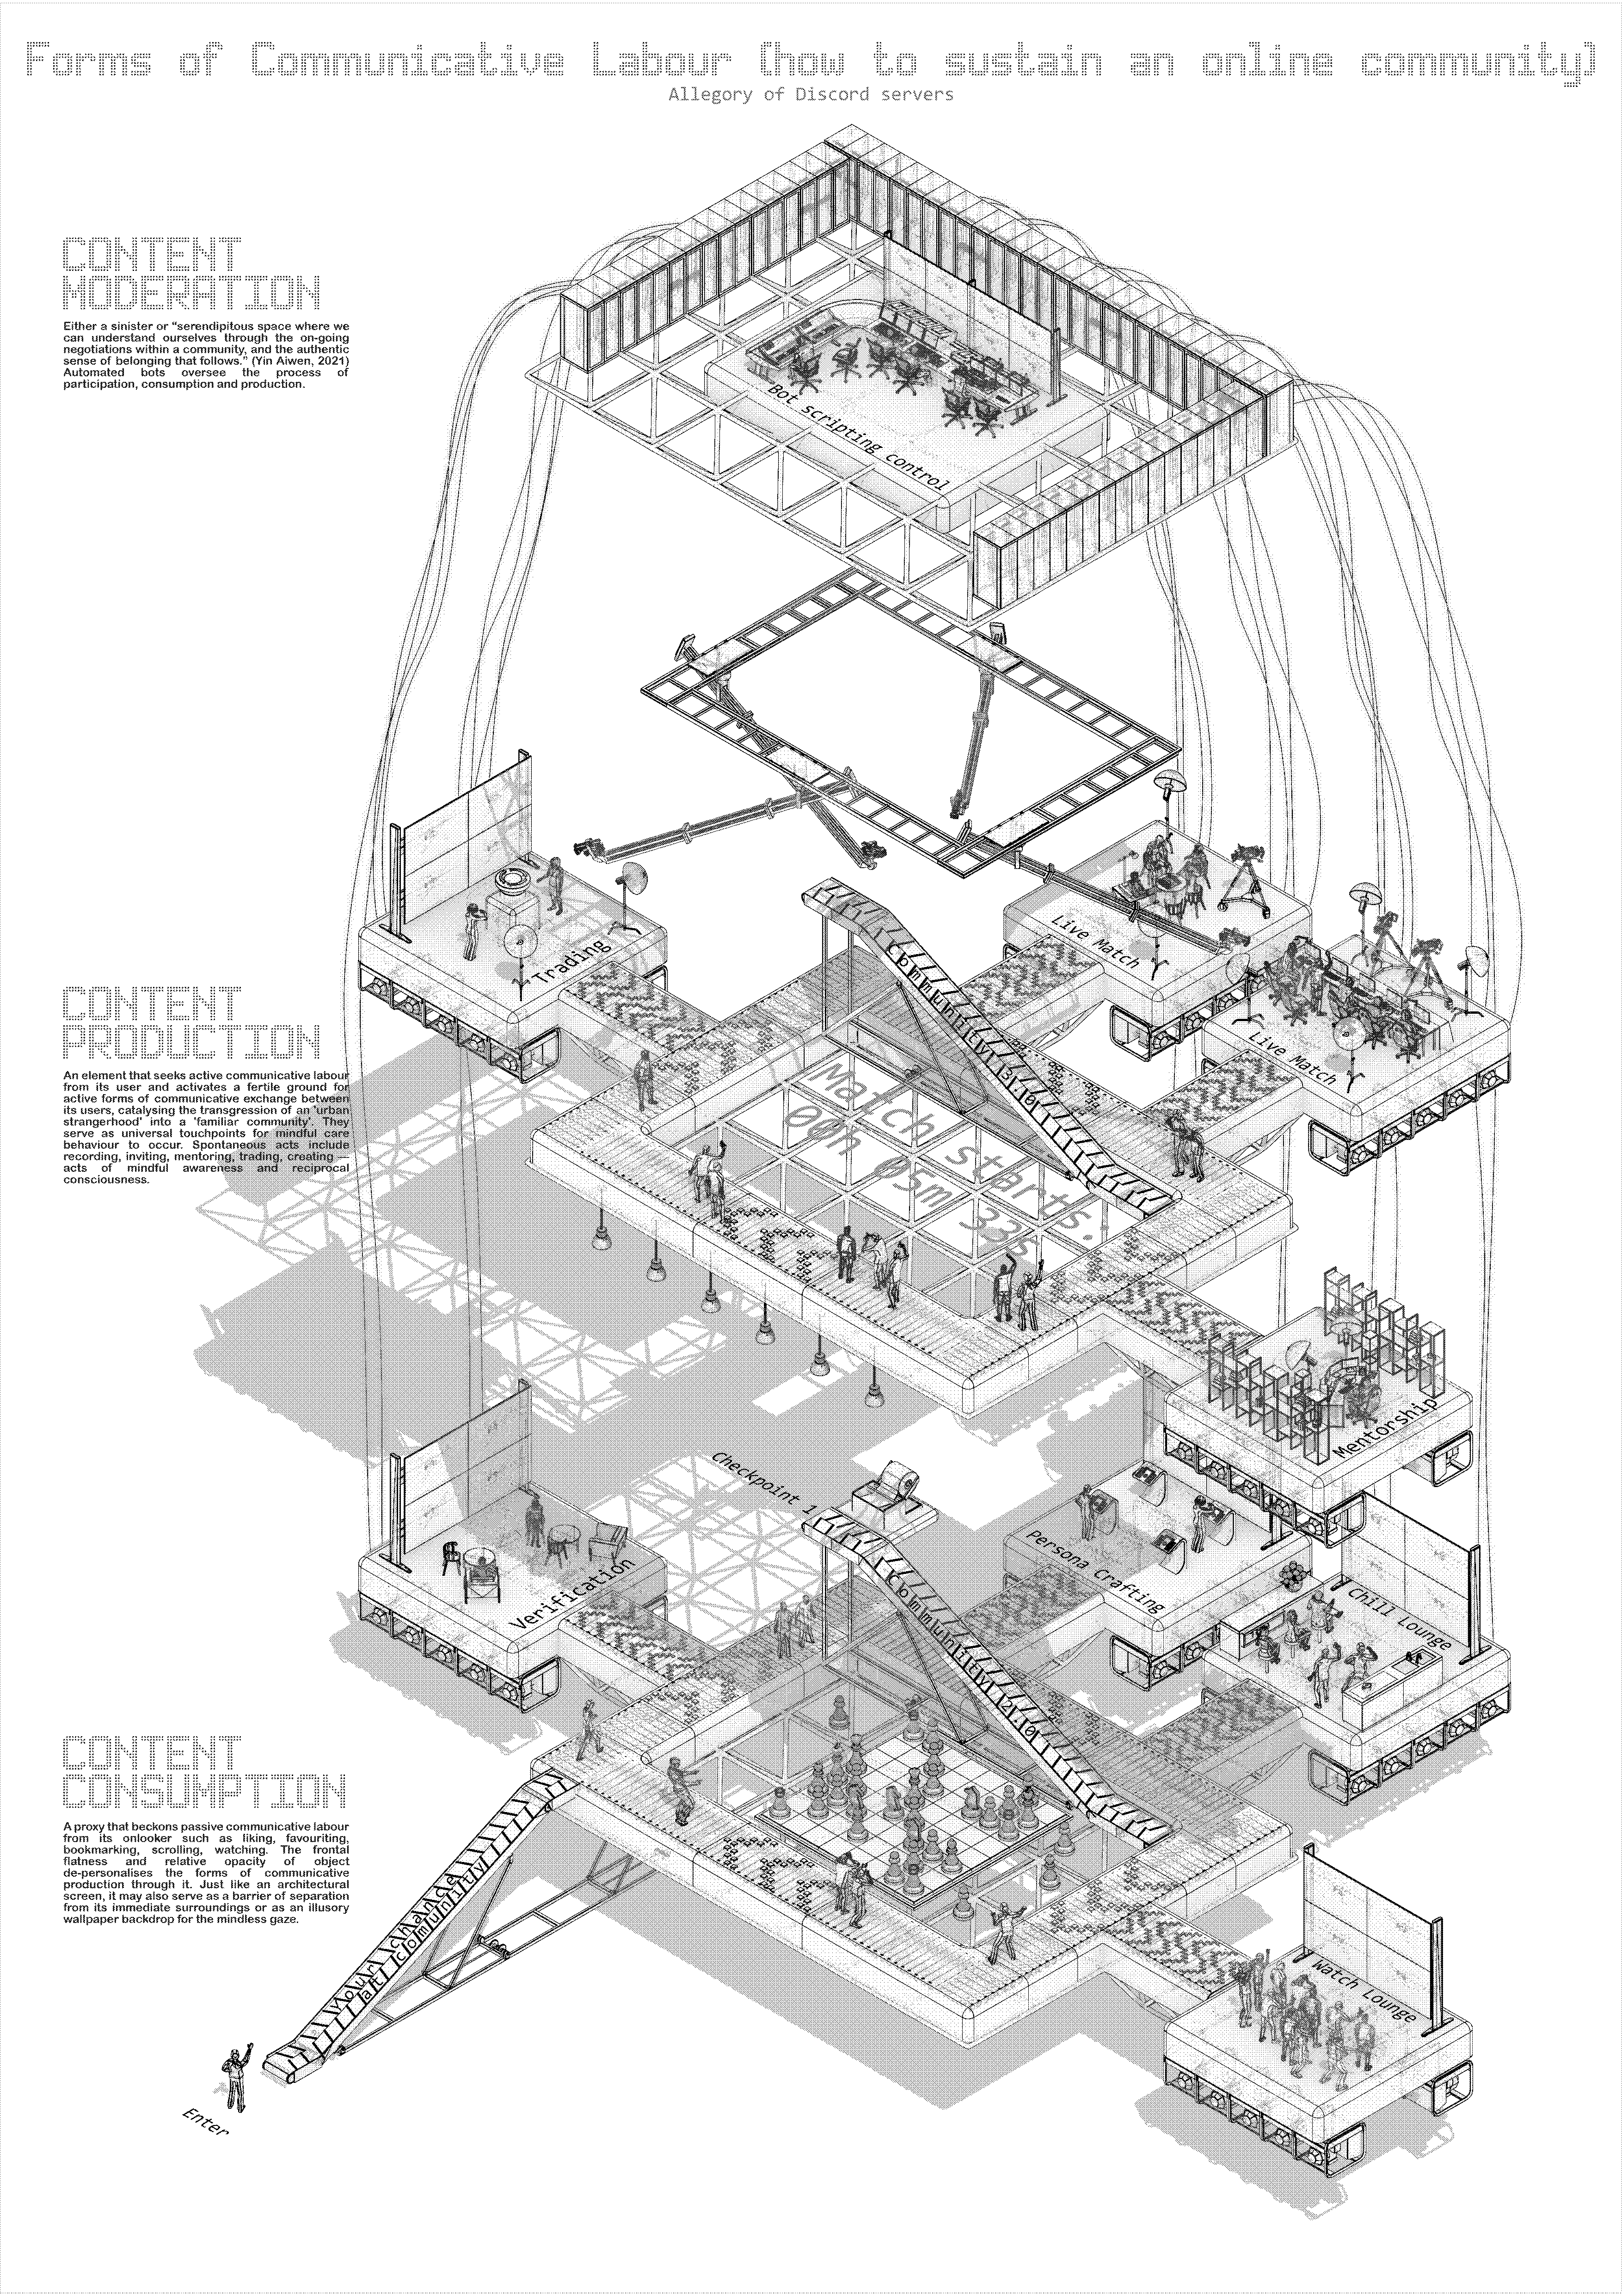 Forms of Communicative Labour (how to sustain an online community)
Allegory of Discord servers
CONTENT
MODERATION
Either a sinister or “serendipitous space where we
can understand ourselves through the on-going
negotiations within a community, and the authentic
sense of belonging that follows.” (Yin Aiwen, 2021)
Automated bots oversee the process of
participation, consumption and production.
Bot scripting control
Trading
Live Match
Live Match
Community 3.0
Match starts:
00h 05m 33s
CONTENT
PRODUCTION
An element that seeks active communicative labour
from its user and activates a fertile ground for
active forms of communicative exchange between
its users, catalysing the transgression of an 'urban
strangerhood' into a 'familiar community'. They
serve as universal touchpoints for mindful care
behaviour to occur. Spontaneous acts include
recording, inviting, mentoring, trading, creating —
acts of mindful awareness and reciprocal
consciousness.
Mentorship
Checkpoint 1
Verification
Persona Crafting
Chill Lounge
Community 2.0
CONTENT
CONSUMPTION
A proxy that beckons passive communicative labour
from its onlooker such as liking, favouriting,
bookmarking, scrolling, watching. The frontal
flatness and relative opacity of object
de-personalises the forms of communicative
production through it. Just like an architectural
screen, it may also serve as a barrier of separation
from its immediate surroundings or as an illusory
wallpaper backdrop for the mindless gaze.
Your chance
at community
Watch Lounge
Enter